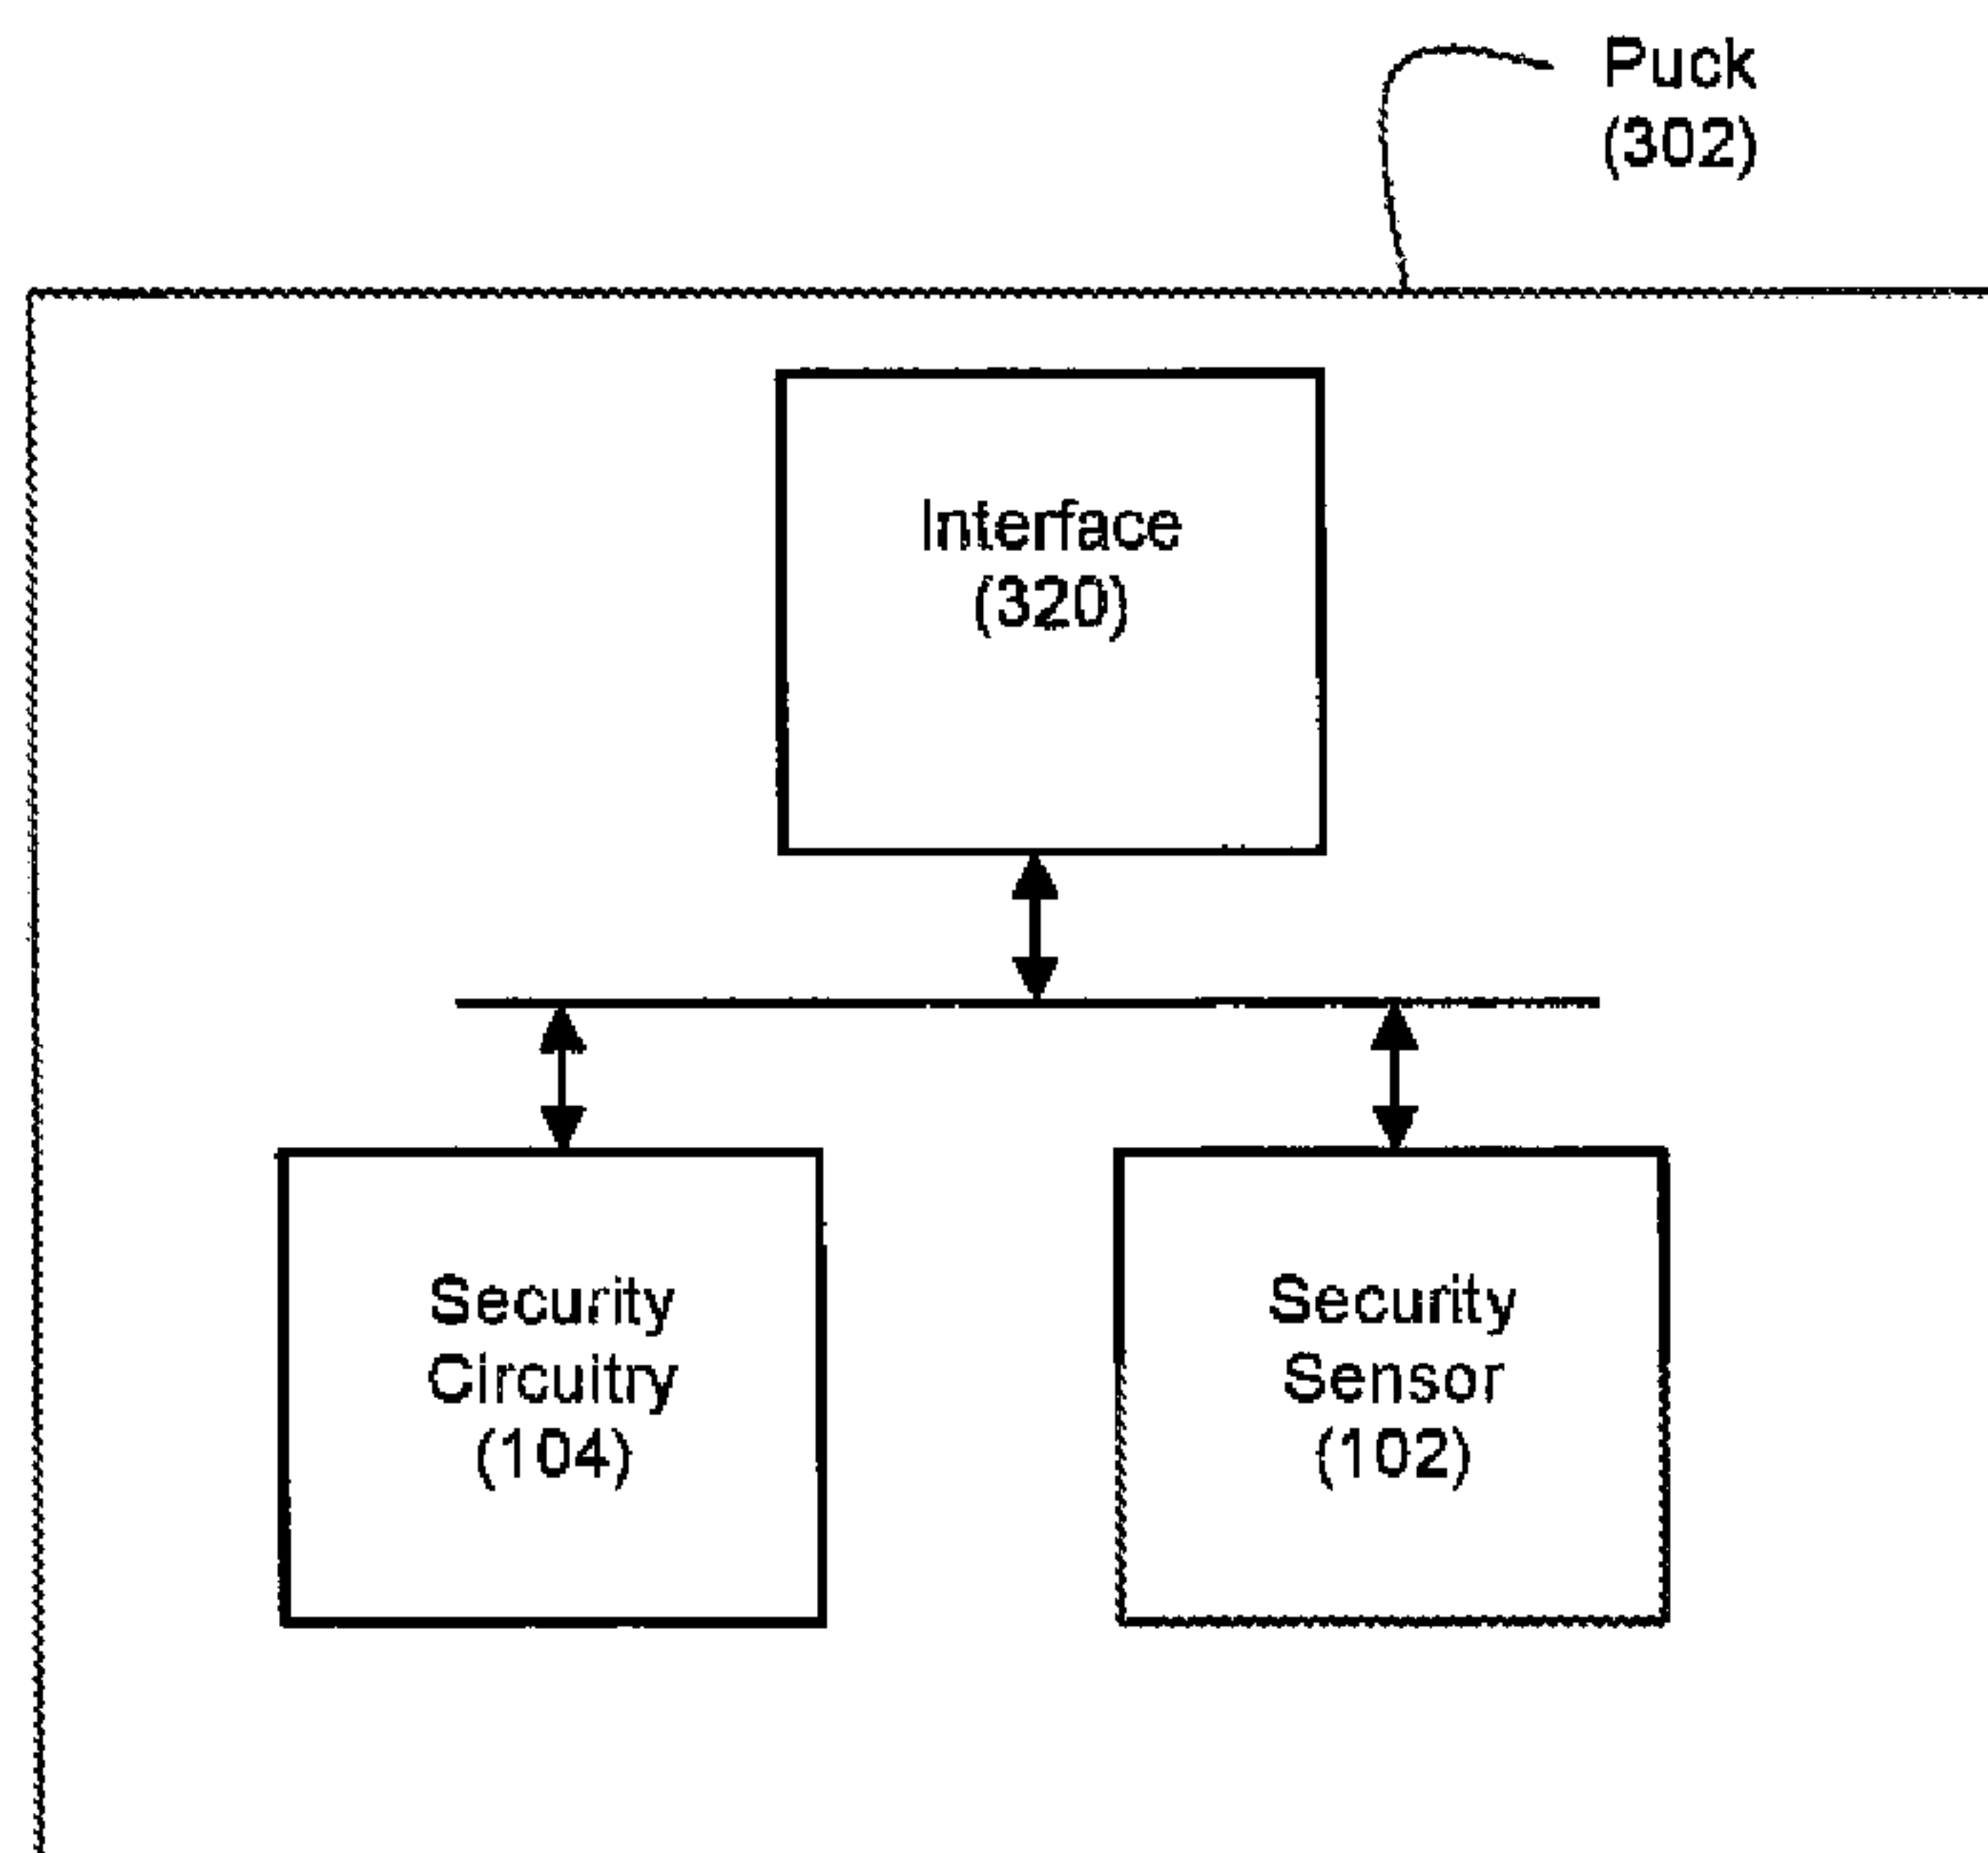 Puck
(302)
Interface
(320)
Security
Circuitry
(104)
Security
Sensor
(102)